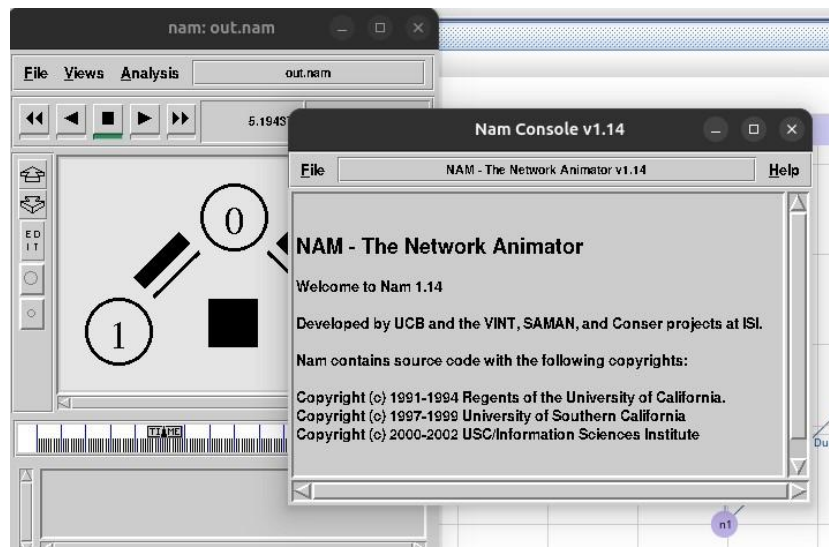 nam: out.nam
File Views Analysis out.nam
5.1943
0
1
ED
IT
TIME
Nam Console v1.14
File NAM - The Network Animator v1.14 Help
NAM - The Network Animator
Welcome to Nam 1.14
Developed by UCB and the VINT, SAMAN, and Conser projects at ISI.
Nam contains source code with the following copyrights:
Copyright (c) 1991-1994 Regents of the University of California.
Copyright (c) 1997-1999 University of Southern California
Copyright (c) 2000-2002 USC/Information Sciences Institute
Du
n1